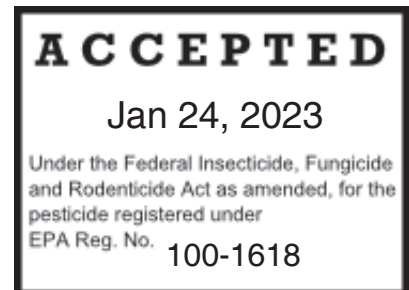 ACCEPTED
Jan 24, 2023
Under the Federal Insecticide, Fungicide
and Rodenticide Act as amended, for the
pesticide registered under
EPA Reg. No. 100-1618